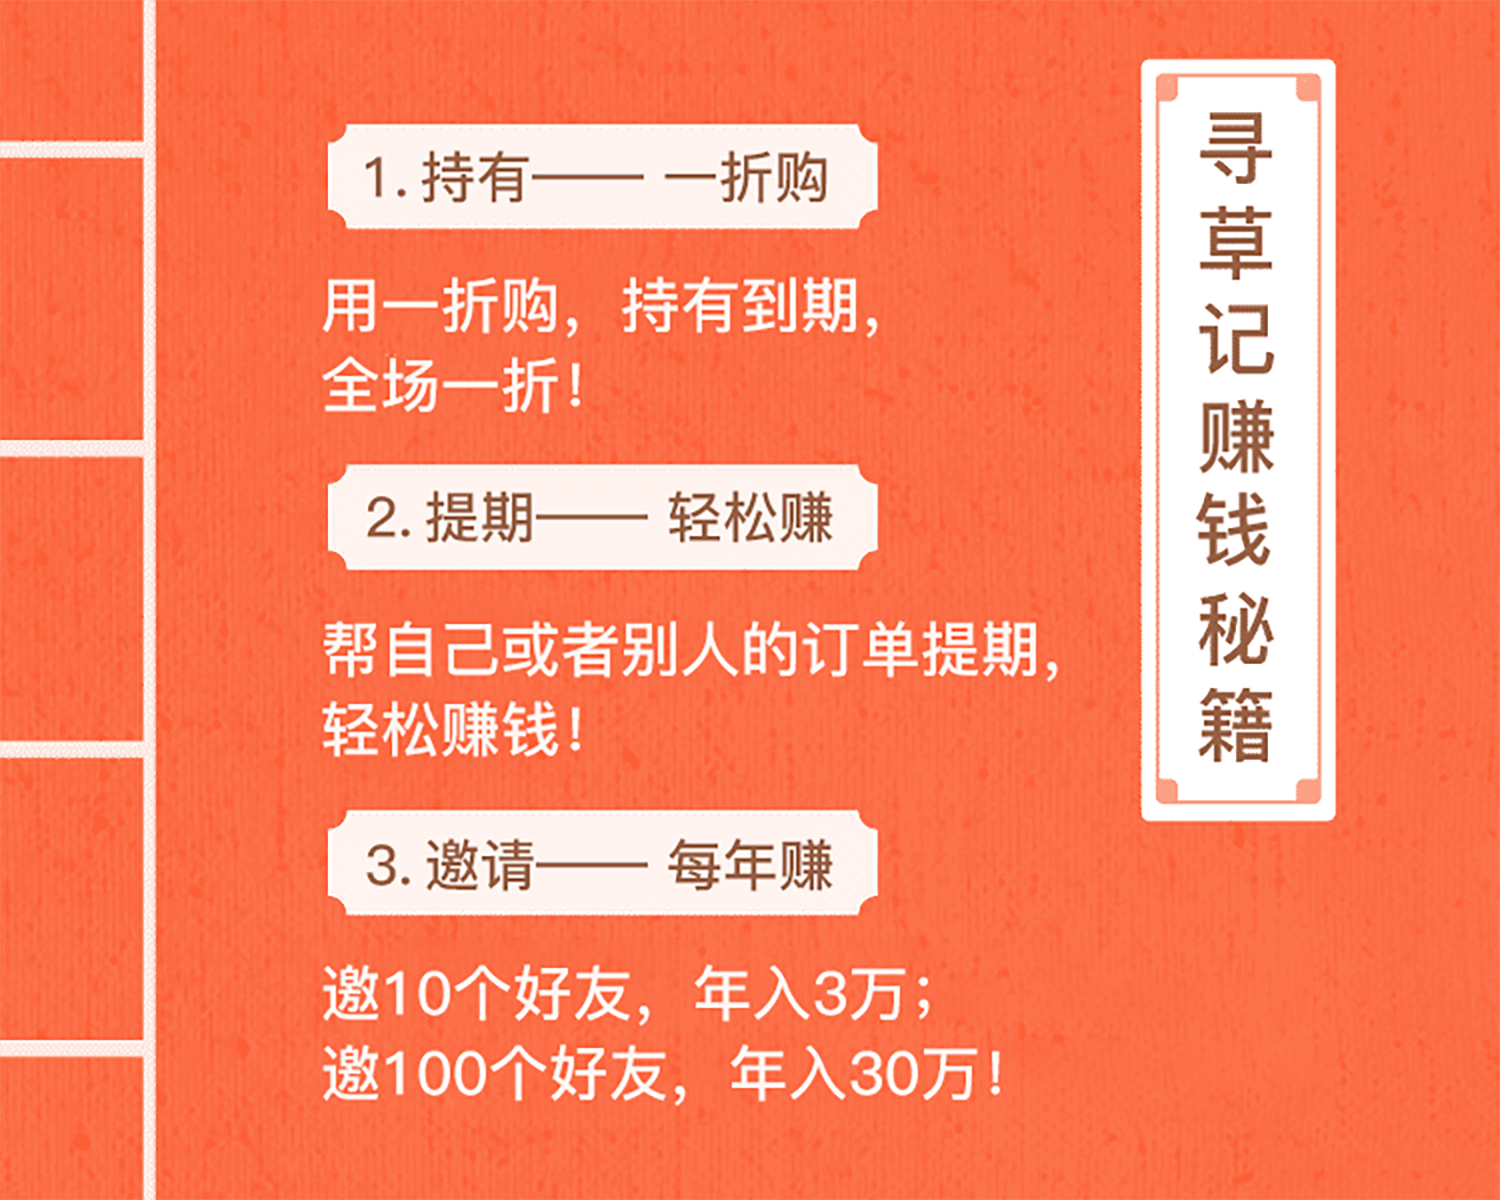 寻草记赚钱秘籍
1. 持有—— 一折购
用一折购，持有到期，
全场一折！
2. 提期—— 轻松赚
帮自己或者别人的订单提期，
轻松赚钱！
3. 邀请—— 每年赚
邀10个好友，年入3万；
邀100个好友，年入30万！